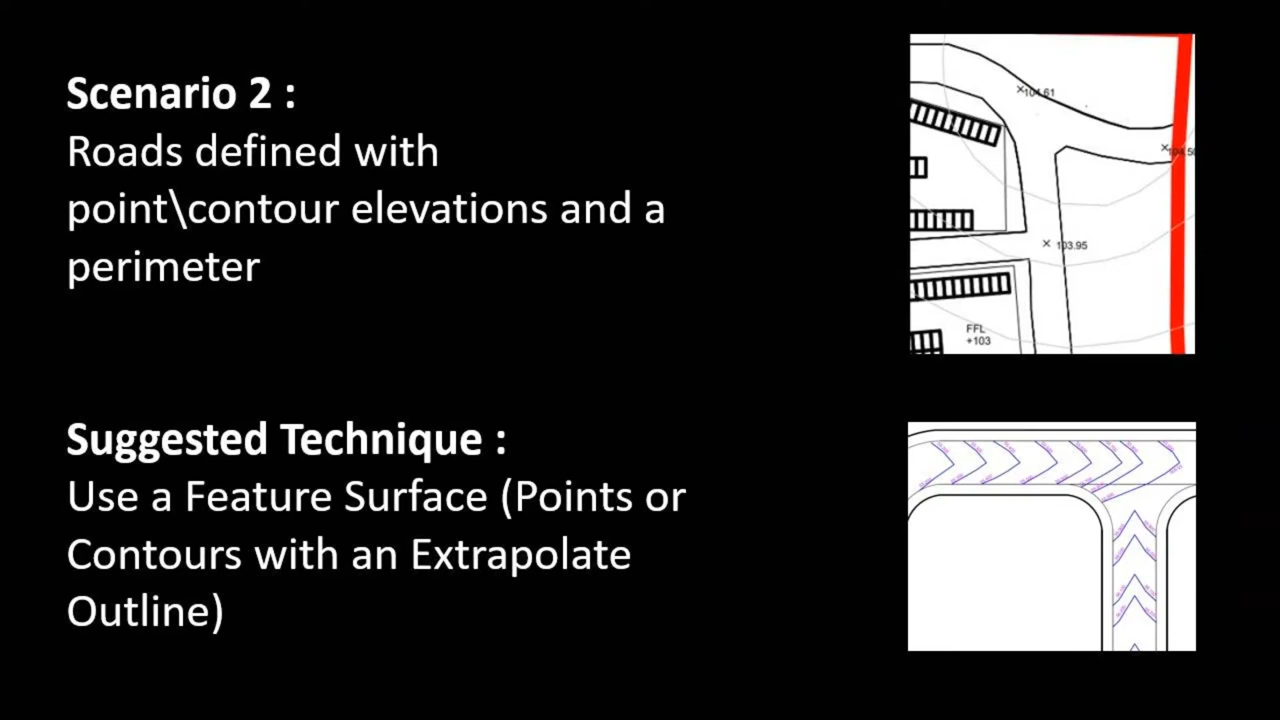 Scenario 2 :
Roads defined with
point\contour elevations and a
perimeter
104.61
103.95
FFL
+103
Suggested Technique :
Use a Feature Surface (Points or
Contours with an Extrapolate
Outline)